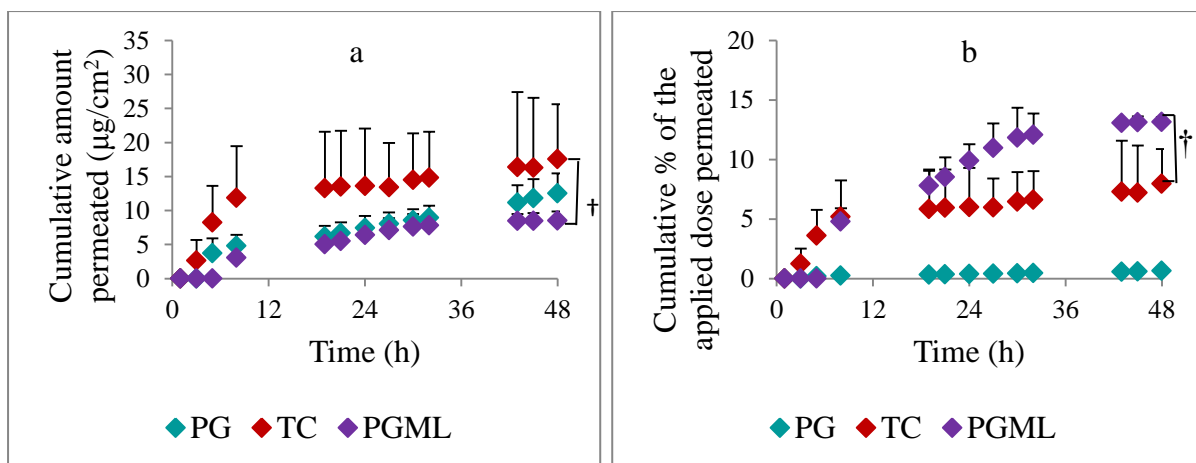 a
Cumulative amount
permeated (µg/cm²)
35
30
25
20
15
10
5
0
†
0 12 24 36 48
Time (h)
PG TC PGML
b
Cumulative % of the
applied dose permeated
20
15
10
5
0
†
0 12 24 36 48
Time (h)
PG TC PGML